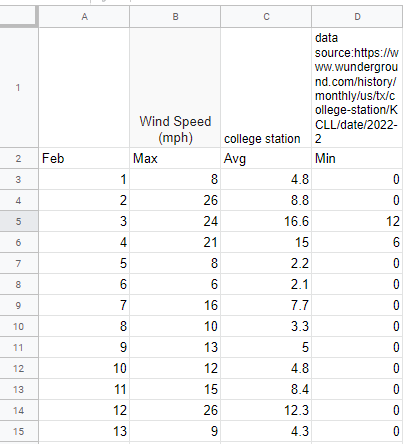 A B C D
1
Wind Speed
(mph)
college station
data
source:https://w
ww.wundergrou
nd.com/history/
monthly/us/tx/c
ollege-station/K
CLL/date/2022-
2
2 Feb Max Avg Min
3 1 8 4.8 0
4 2 26 8.8 0
5 3 24 16.6 12
6 4 21 15 6
7 5 8 2.2 0
8 6 6 2.1 0
9 7 16 7.7 0
10 8 10 3.3 0
11 9 13 5 0
12 10 12 4.8 0
13 11 15 8.4 0
14 12 26 12.3 0
15 13 9 4.3 0